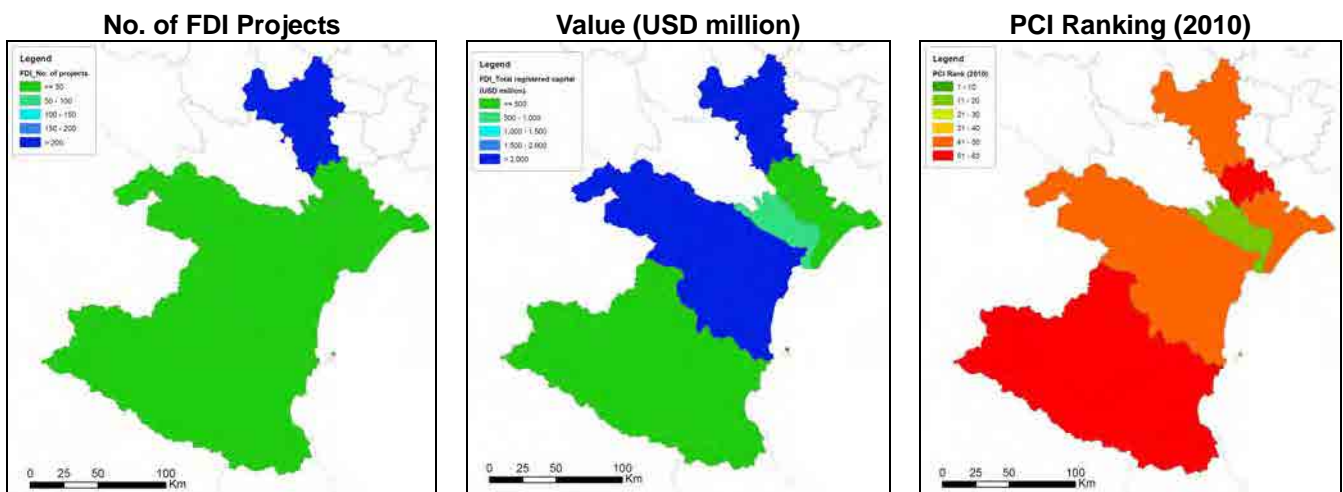 No. of FDI Projects
Legend
FDI_No. of projects
<= 50
50 - 100
100 - 150
150 - 200
> 200
0 25 50 100
Km
Value (USD million)
Legend
FDI_Total registered capital
(USD million)
<= 500
500 - 1.000
1.000 - 1.500
1.500 - 2.000
> 2.000
0 25 50 100
Km
PCI Ranking (2010)
Legend
PCI Rank (2010)
1 - 10
11 - 20
21 - 30
31 - 40
41 - 50
51 - 63
0 25 50 100
Km